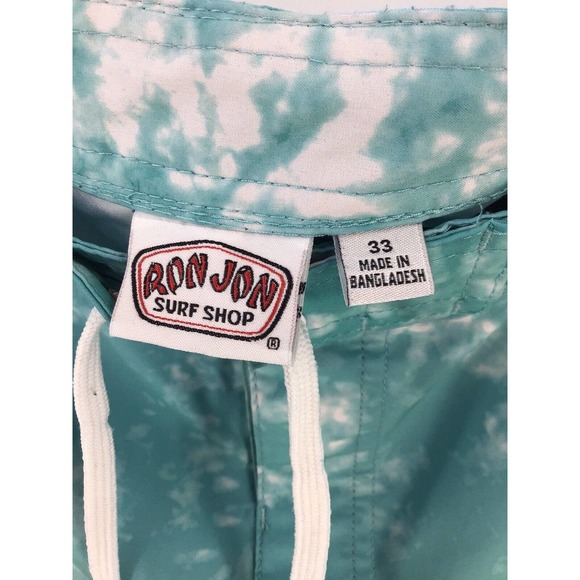 RON JON
SURF SHOP
®
33
MADE IN
BANGLADESH